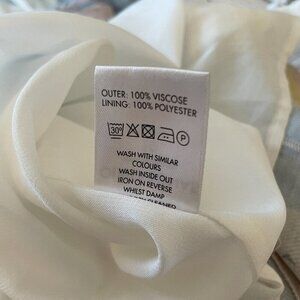 OUTER: 100% VISCOSE
LINING: 100% POLYESTER
30° P
WASH WITH SIMILAR
COLOURS
WASH INSIDE OUT
IRON ON REVERSE
WHILST DAMP
CLEANED